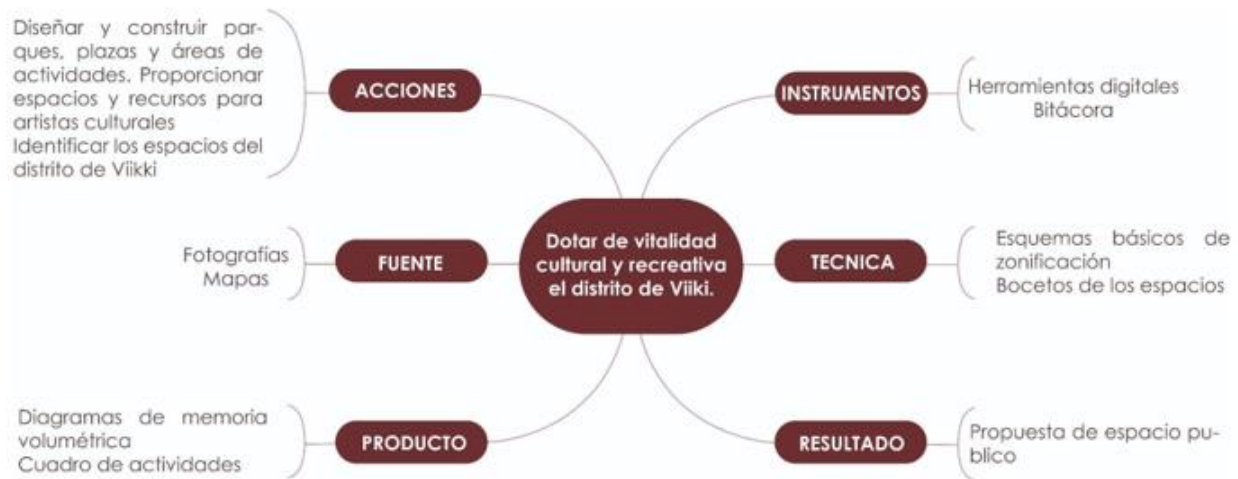 Diseñar y construir par-
ques, plazas y áreas de
actividades. Proporcionar
espacios y recursos para
artistas culturales
Identificar los espacios del
distrito de Viikki
ACCIONES
INSTRUMENTOS
Herramientas digitales
Bitácora
Fotografías
Mapas
FUENTE
Dotar de vitalidad
cultural y recreativa
el distrito de Viiki.
TECNICA
Esquemas básicos de
zonificación
Bocetos de los espacios
Diagramas de memoria
volumétrica
Cuadro de actividades
PRODUCTO
RESULTADO
Propuesta de espacio pu-
blico